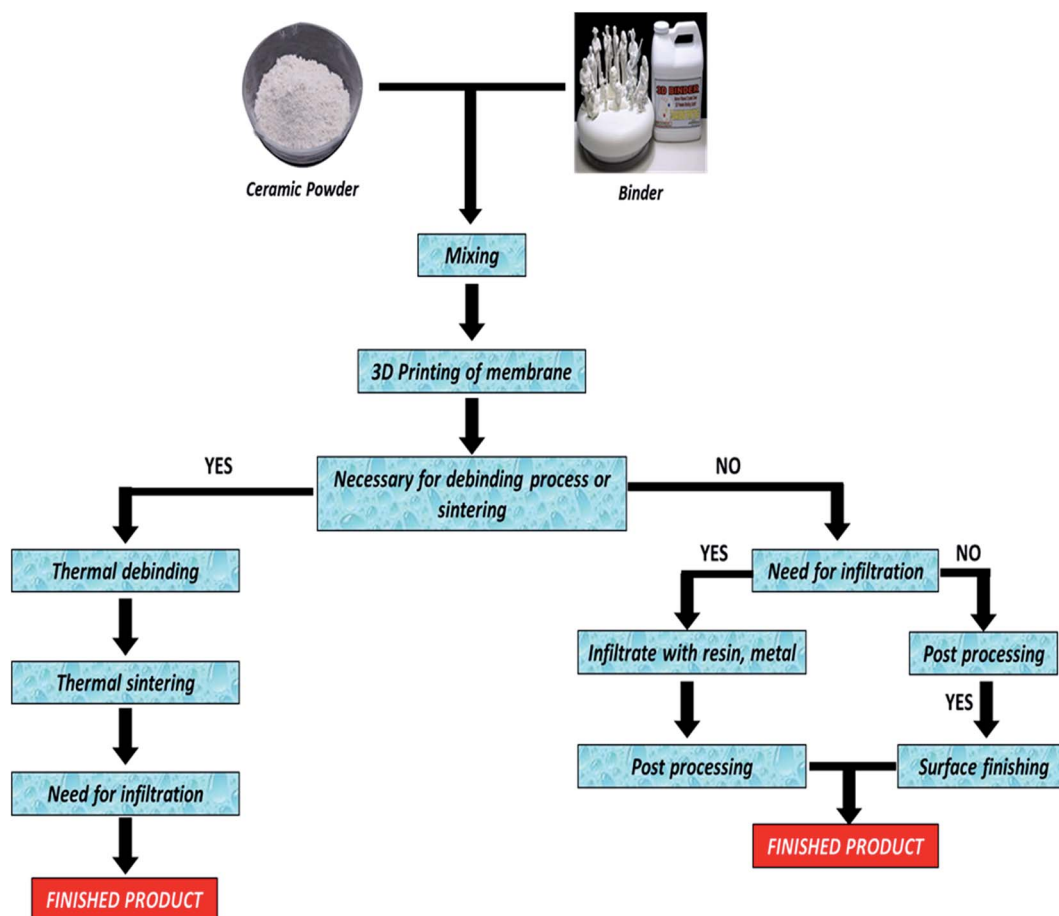 3D BINDER
Ceramic Powder
Binder
Mixing
3D Printing of membrane
YES
NO
Necessary for debinding process or
sintering
Thermal debinding
YES
Need for infiltration
NO
Thermal sintering
Infiltrate with resin, metal
Post processing
YES
Need for infiltration
Post processing
Surface finishing
FINISHED PRODUCT
FINISHED PRODUCT